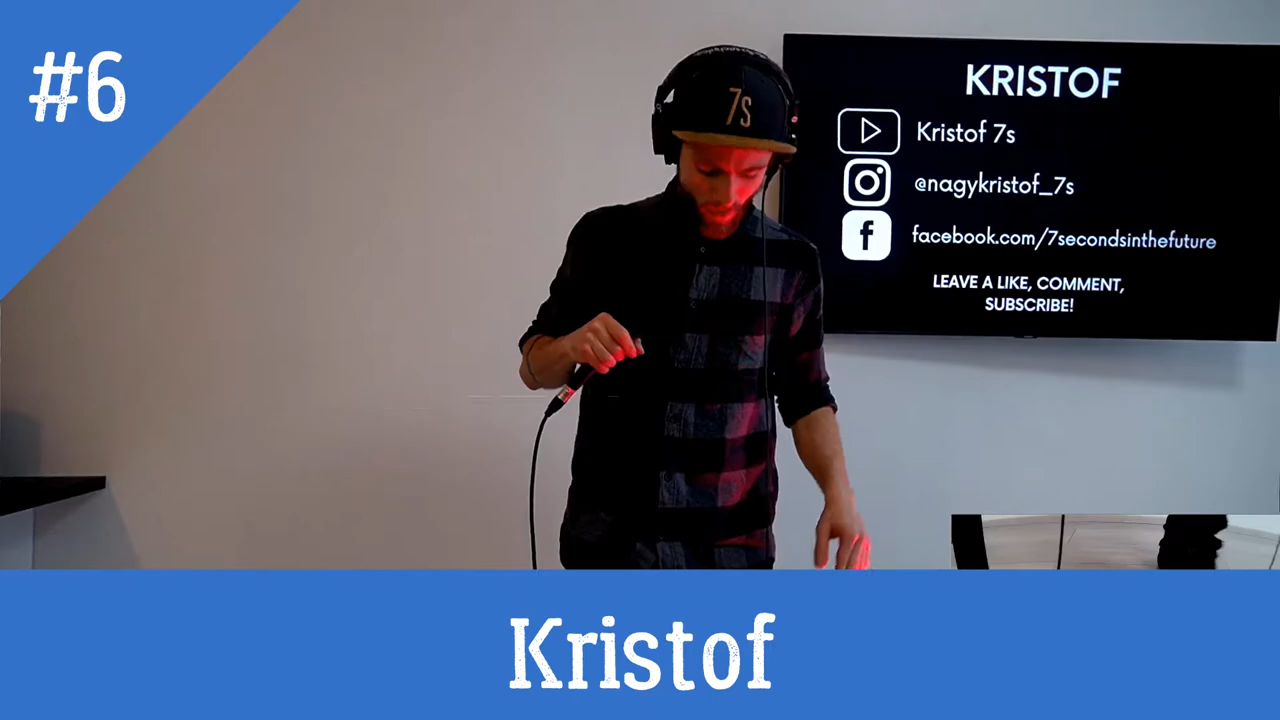 #6
7s
KRISTOF
Kristof 7s
@nagykristof_7s
facebook.com/7secondsinthefuture
LEAVE A LIKE, COMMENT,
SUBSCRIBE!
Kristof